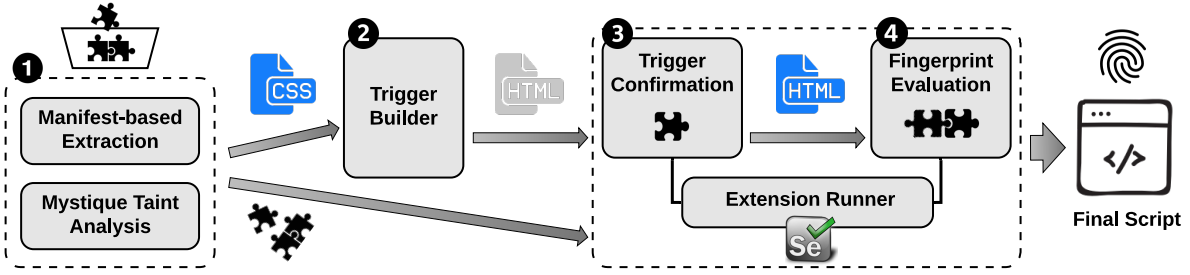 1
Manifest-based
Extraction
Mystique Taint
Analysis
CSS
2
Trigger
Builder
HTML
3
Trigger
Confirmation
HTML
4
Fingerprint
Evaluation
Extension Runner
Se
</>
Final Script